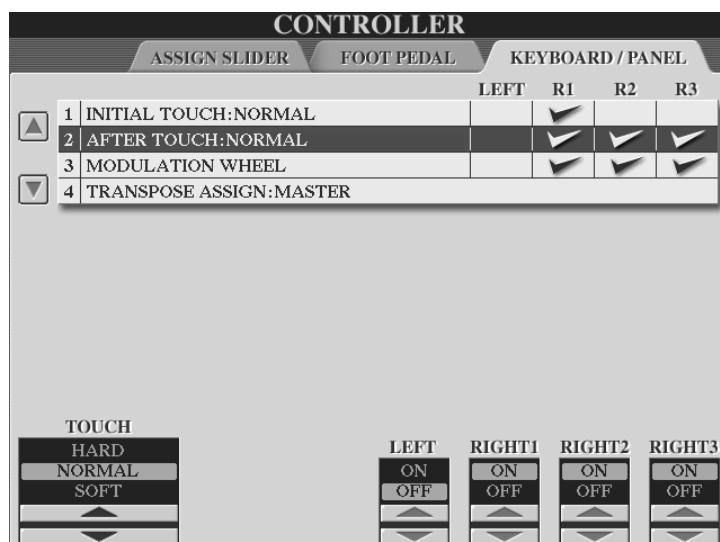 CONTROLLER
ASSIGN SLIDER FOOT PEDAL KEYBOARD / PANEL
LEFT R1 R2 R3
1 INITIAL TOUCH:NORMAL
2 AFTER TOUCH:NORMAL
3 MODULATION WHEEL
4 TRANSPOSE ASSIGN:MASTER
TOUCH
HARD LEFT RIGHT1 RIGHT2 RIGHT3
NORMAL ON ON ON ON
SOFT OFF OFF OFF OFF